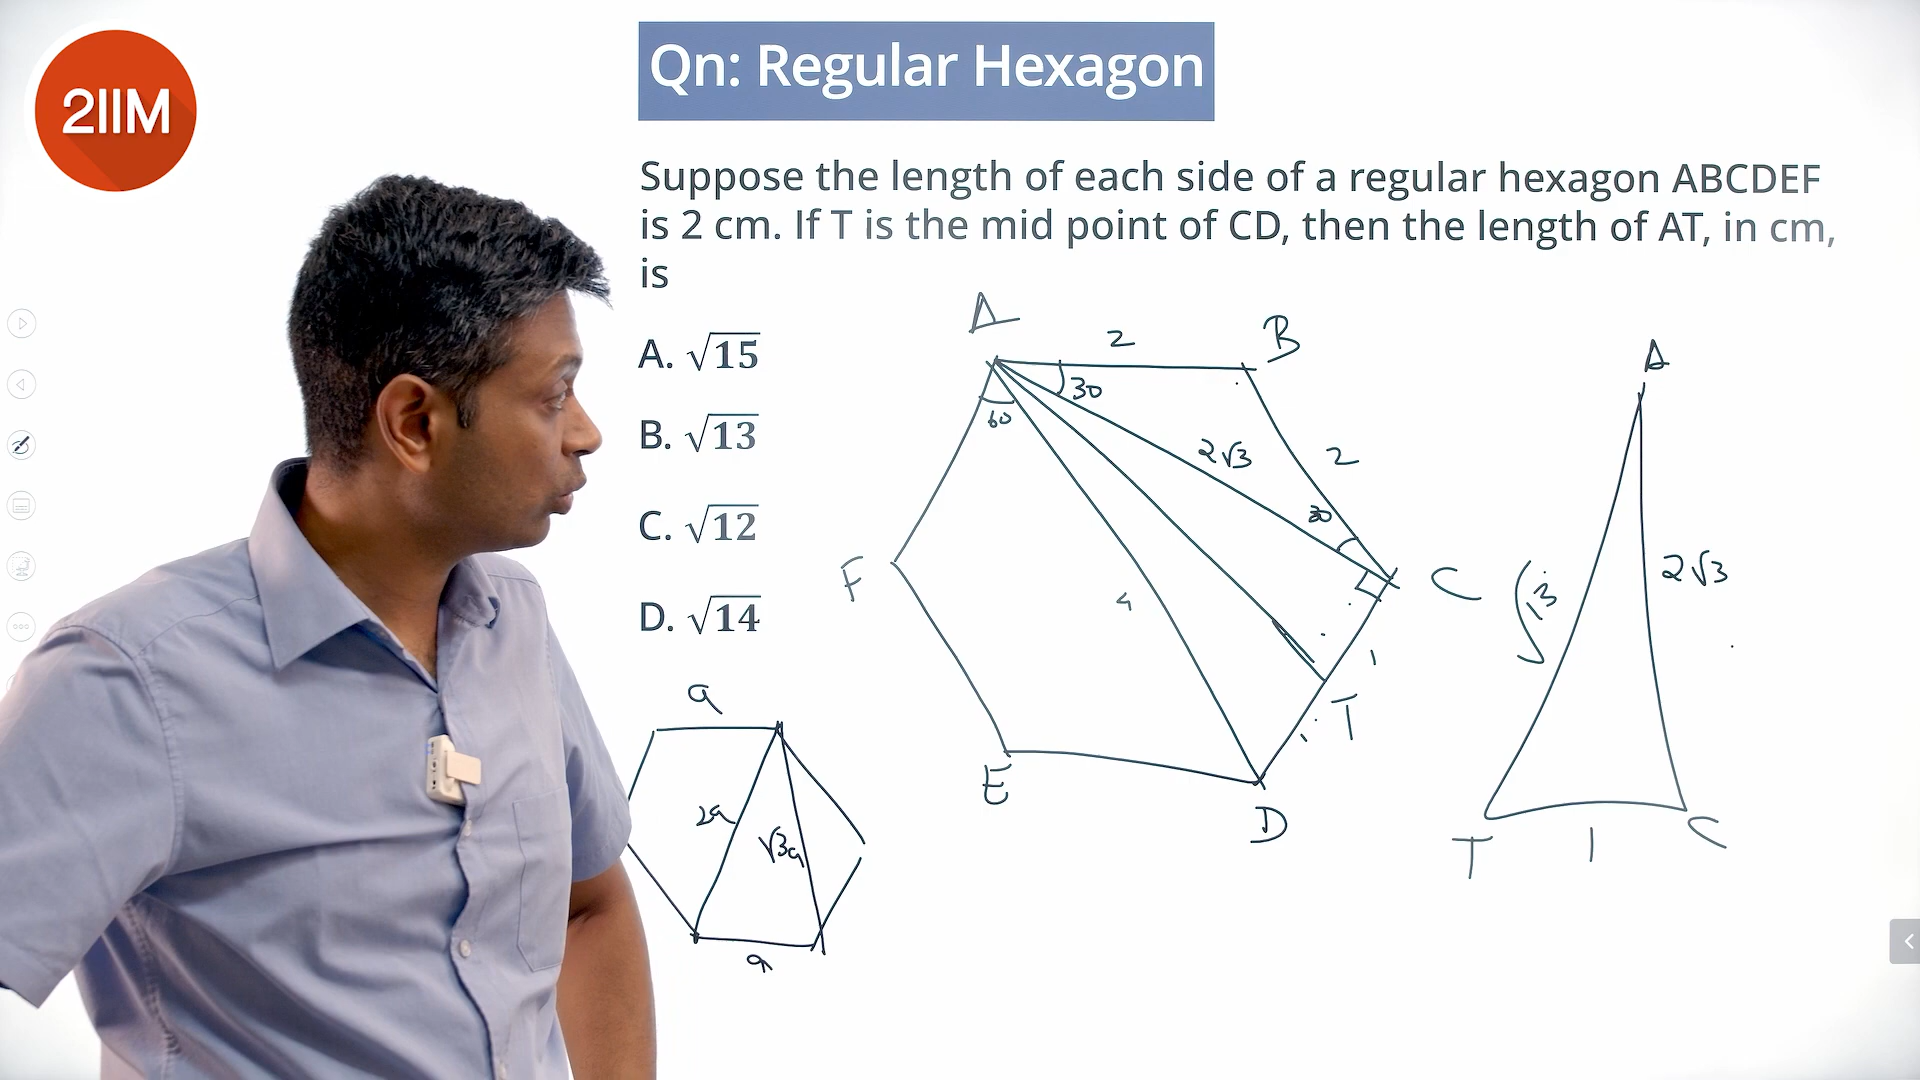 2IIM
Qn: Regular Hexagon
Suppose the length of each side of a regular hexagon ABCDEF
is 2 cm. If T is the mid point of CD, then the length of AT, in cm,
is
A. √15
B. √13
C. √12
D. √14
A
2
B
30
60
2√3
2
30
F
4
C
1
T
1
E
D
a
2a
√3a
a
A
√13
2√3
T
1
C